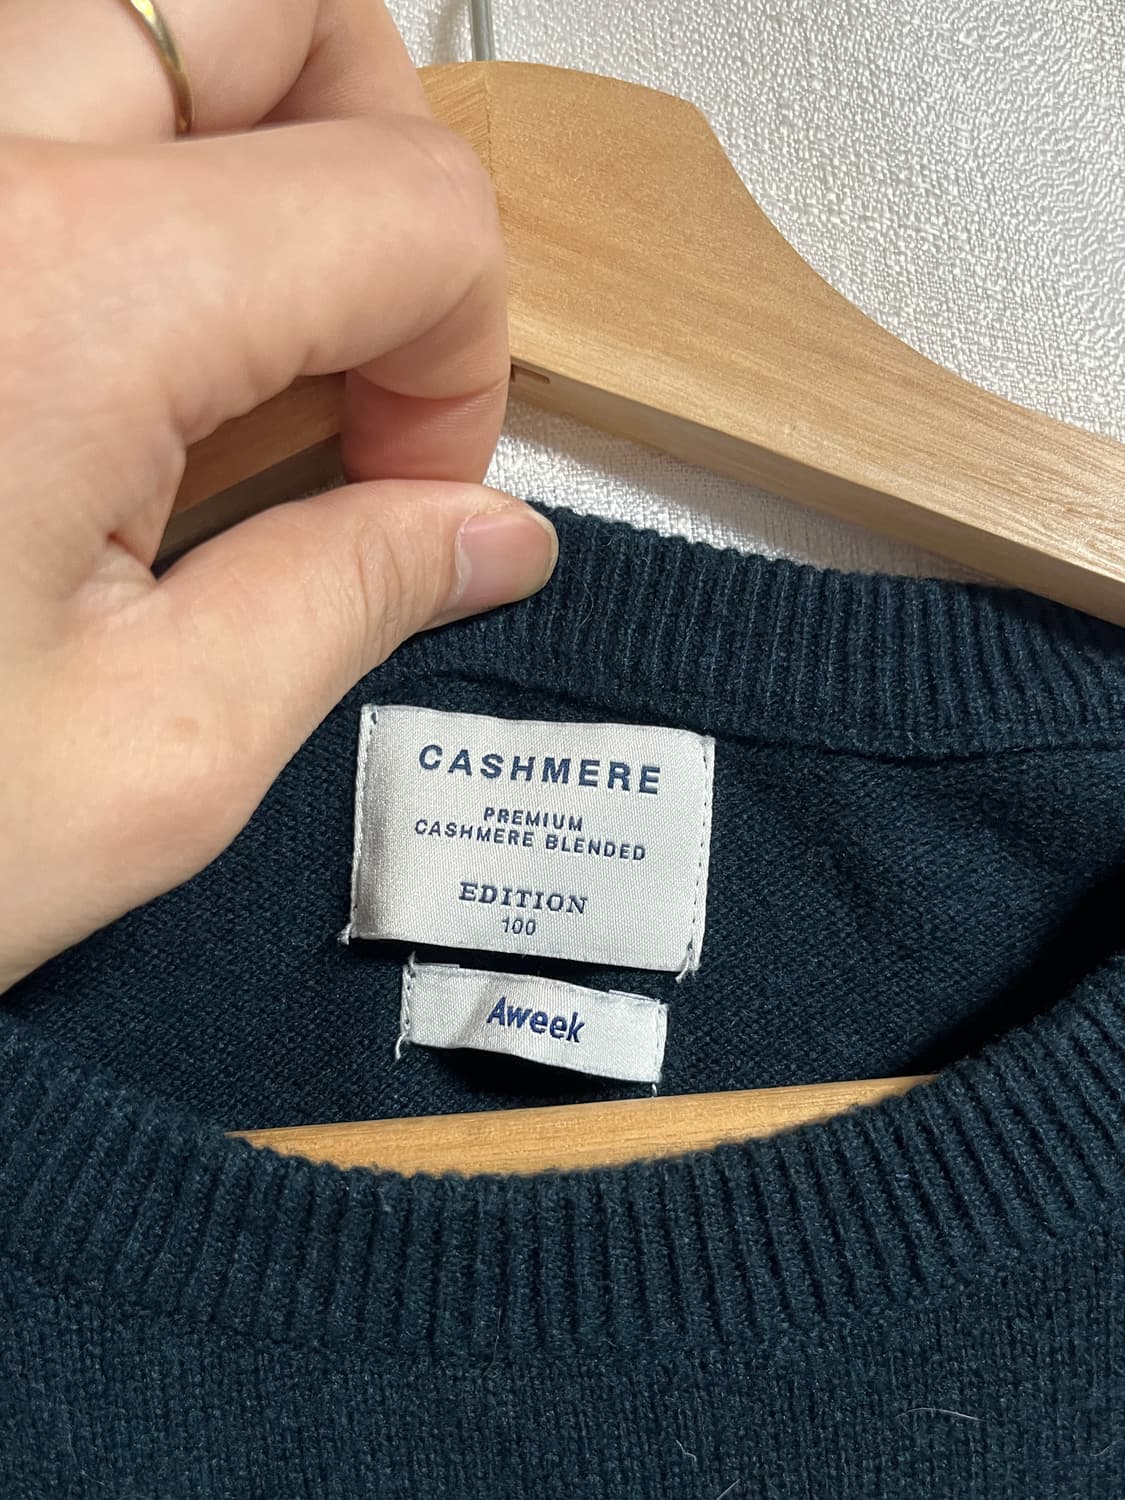 CASHMERE
PREMIUM
CASHMERE BLENDED
EDITION
100
Aweek